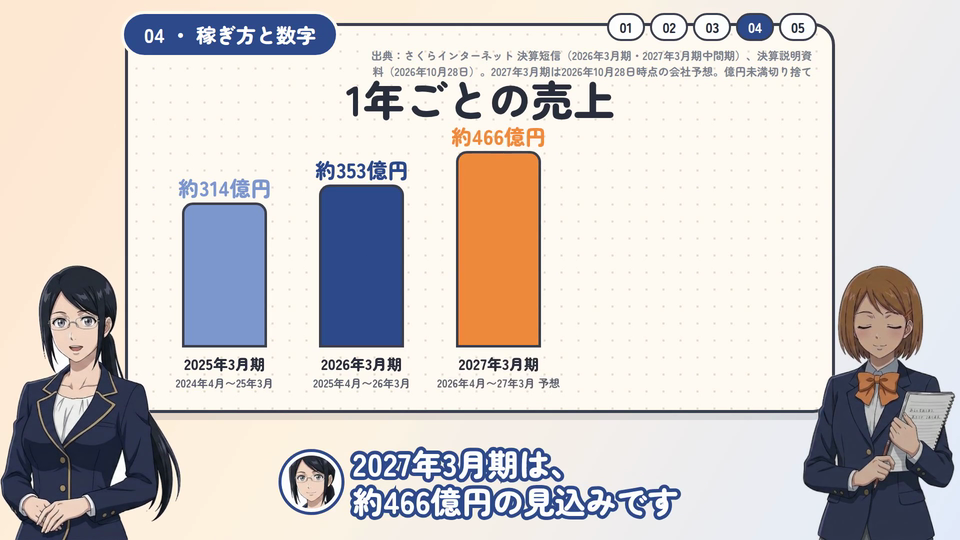 04 ・ 稼ぎ方と数字
01 02 03 04 05
出典：さくらインターネット 決算短信（2026年3月期・2027年3月期中間期）、決算説明資
料（2026年10月28日）。2027年3月期は2026年10月28日時点の会社予想。億円未満切り捨て
1年ごとの売上
約314億円
約353億円
約466億円
2025年3月期
2024年4月〜25年3月
2026年3月期
2025年4月〜26年3月
2027年3月期
2026年4月〜27年3月 予想
2027年3月期は、
約466億円の見込みです